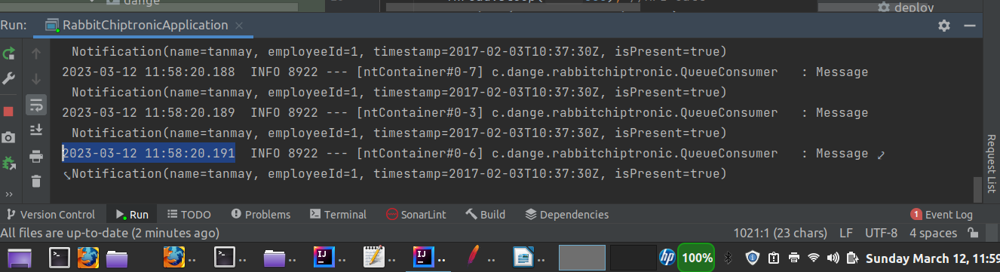 dange
deploy
Run: RabbitChiptronicApplication ×
Notification(name=tanmay, employeeId=1, timestamp=2017-02-03T10:37:30Z, isPresent=true)
2023-03-12 11:58:20.188  INFO 8922 --- [ntContainer#0-7] c.dange.rabbitchiptronic.QueueConsumer   : Message
Notification(name=tanmay, employeeId=1, timestamp=2017-02-03T10:37:30Z, isPresent=true)
2023-03-12 11:58:20.189  INFO 8922 --- [ntContainer#0-3] c.dange.rabbitchiptronic.QueueConsumer   : Message
Notification(name=tanmay, employeeId=1, timestamp=2017-02-03T10:37:30Z, isPresent=true)
2023-03-12 11:58:20.191  INFO 8922 --- [ntContainer#0-6] c.dange.rabbitchiptronic.QueueConsumer   : Message
Notification(name=tanmay, employeeId=1, timestamp=2017-02-03T10:37:30Z, isPresent=true)
Request List
Version Control Run TODO Problems Terminal SonarLint Build Dependencies 1 Event Log
All files are up-to-date (2 minutes ago) 1021:1 (23 chars) LF UTF-8 4 spaces
IJ IJ hp 100% Sunday March 12, 11:59